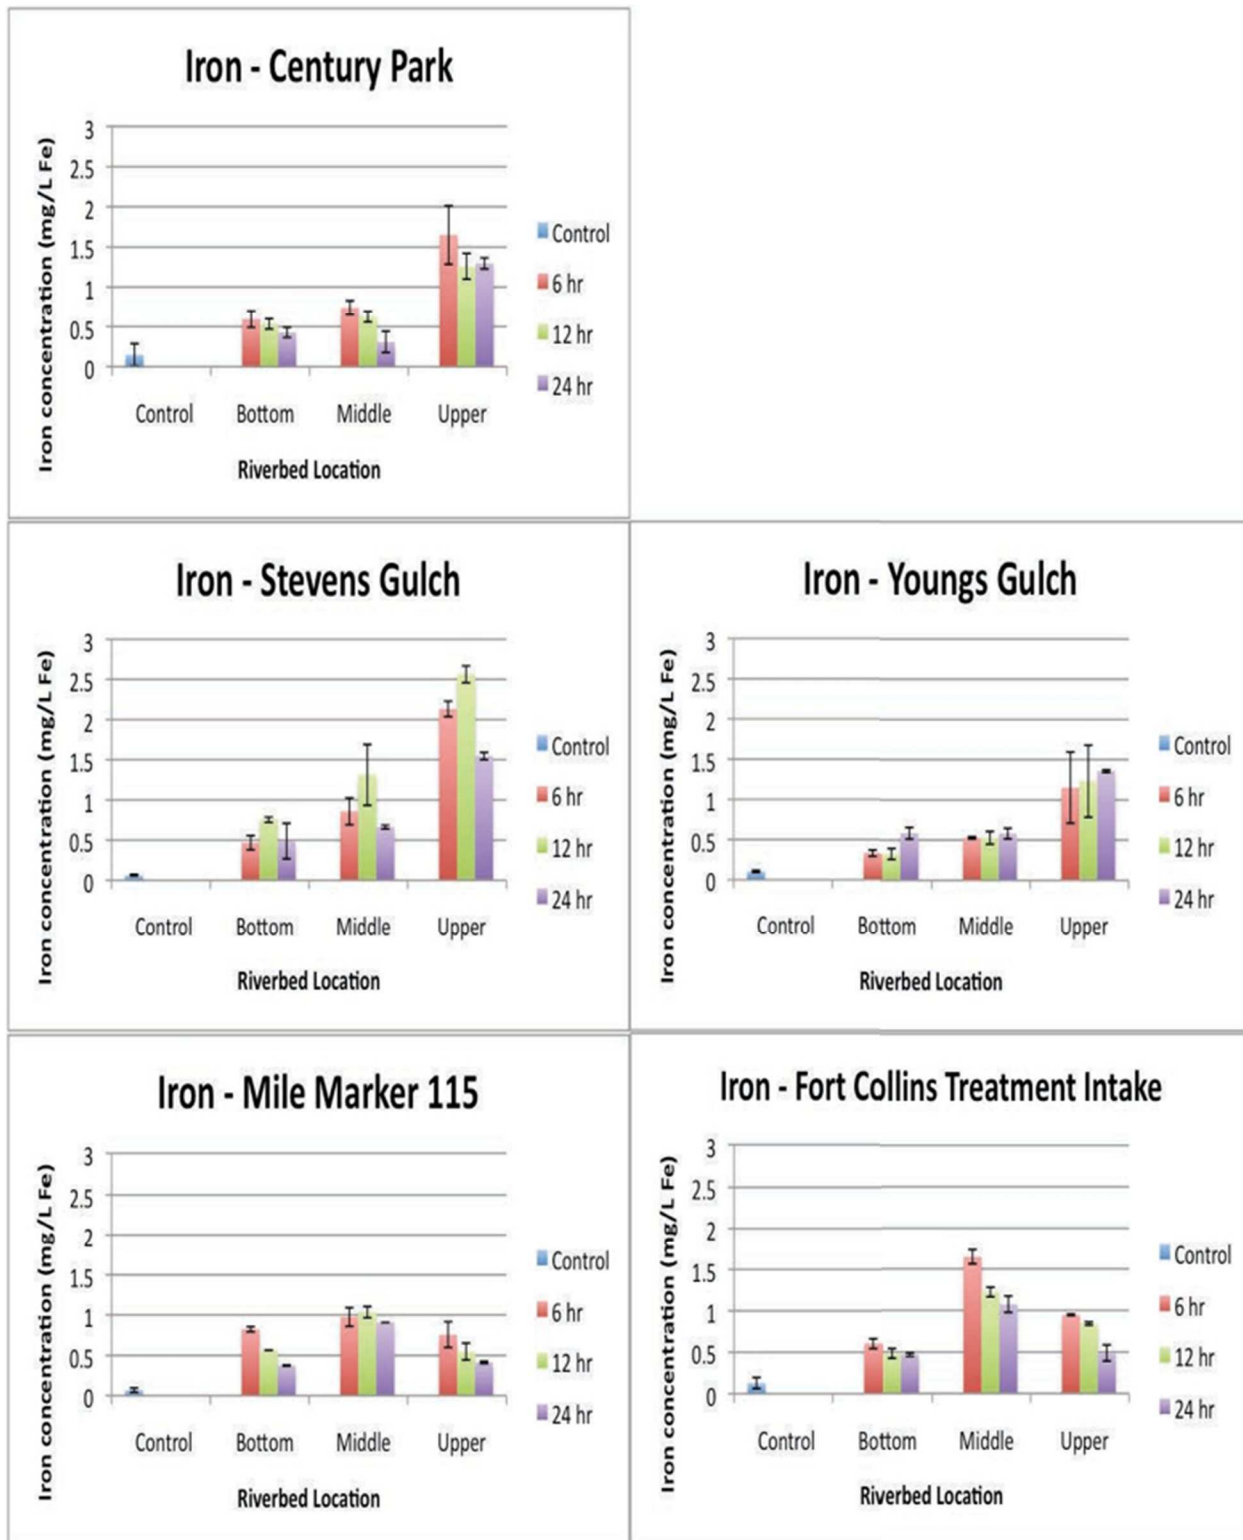 Iron - Century Park
Iron concentration (mg/L Fe)
3
2.5
2
1.5
1
0.5
0
Control
Bottom
Middle
Upper
Riverbed Location
Control
6 hr
12 hr
24 hr
Iron - Stevens Gulch
Iron concentration (mg/L Fe)
3
2.5
2
1.5
1
0.5
0
Control
Bottom
Middle
Upper
Riverbed Location
Control
6 hr
12 hr
24 hr
Iron - Youngs Gulch
Iron concentration (mg/L Fe)
3
2.5
2
1.5
1
0.5
0
Control
Bottom
Middle
Upper
Riverbed Location
Control
6 hr
12 hr
24 hr
Iron - Mile Marker 115
Iron concentration (mg/L Fe)
3
2.5
2
1.5
1
0.5
0
Control
Bottom
Middle
Upper
Riverbed Location
Control
6 hr
12 hr
24 hr
Iron - Fort Collins Treatment Intake
Iron concentration (mg/L Fe)
3
2.5
2
1.5
1
0.5
0
Control
Bottom
Middle
Upper
Riverbed Location
Control
6 hr
12 hr
24 hr